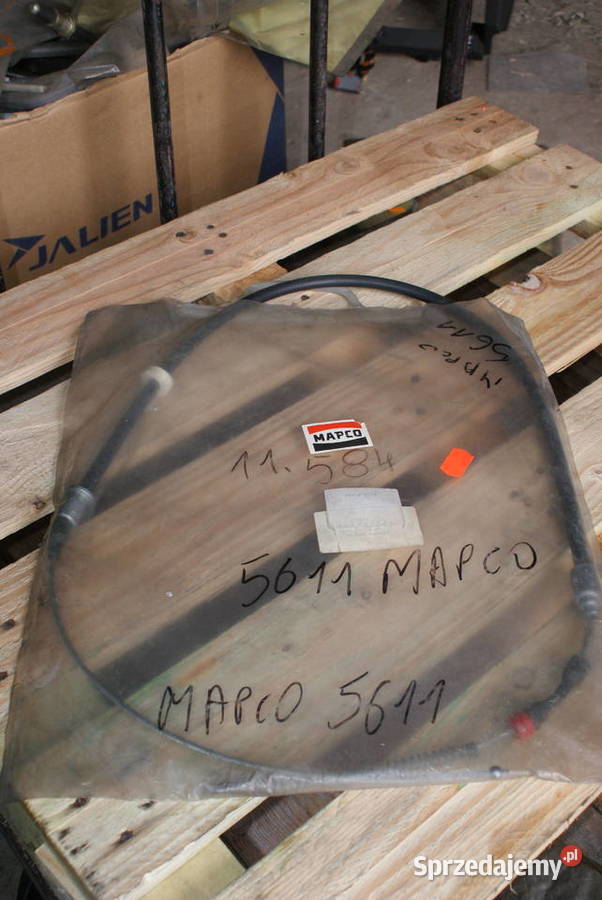 JALIEN
MAPCO
5611
MAPCO
11.584
5611 MAPCO
MAPCO 5611
Sprzedajemy.pl